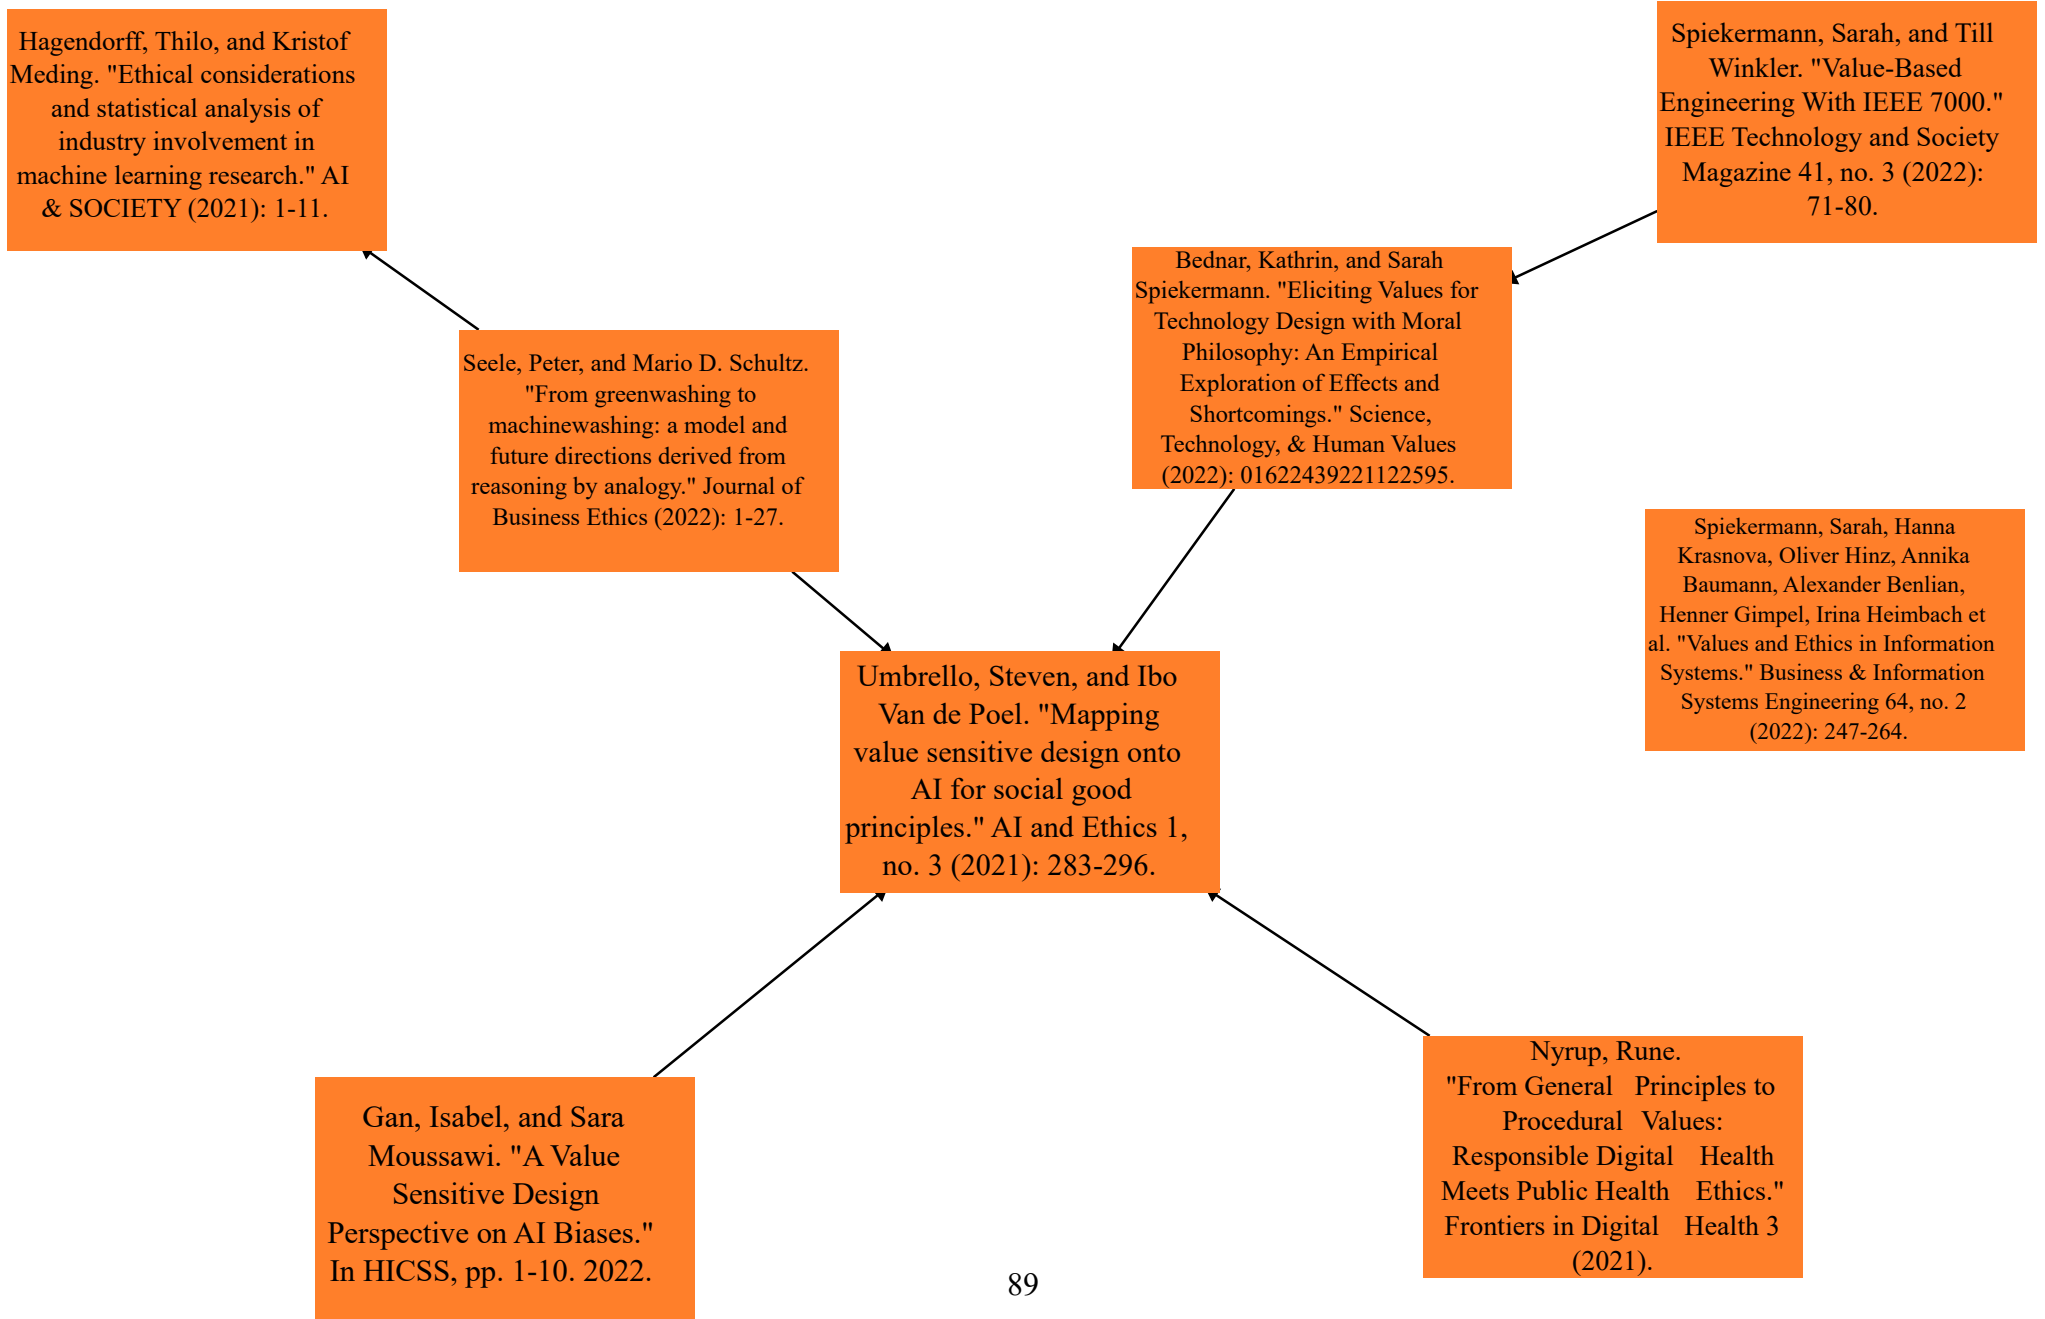 Hagendorff, Thilo, and Kristof
Meding. "Ethical considerations
and statistical analysis of
industry involvement in
machine learning research." AI
& SOCIETY (2021): 1-11.
Spiekermann, Sarah, and Till
Winkler. "Value-Based
Engineering With IEEE 7000."
IEEE Technology and Society
Magazine 41, no. 3 (2022):
71-80.
Bednar, Kathrin, and Sarah
Spiekermann. "Eliciting Values for
Technology Design with Moral
Philosophy: An Empirical
Exploration of Effects and
Shortcomings." Science,
Technology, & Human Values
(2022): 01622439221122595.
Seele, Peter, and Mario D. Schultz.
"From greenwashing to
machinewashing: a model and
future directions derived from
reasoning by analogy." Journal of
Business Ethics (2022): 1-27.
Spiekermann, Sarah, Hanna
Krasnova, Oliver Hinz, Annika
Baumann, Alexander Benlian,
Henner Gimpel, Irina Heimbach et
al. "Values and Ethics in Information
Systems." Business & Information
Systems Engineering 64, no. 2
(2022): 247-264.
Umbrello, Steven, and Ibo
Van de Poel. "Mapping
value sensitive design onto
AI for social good
principles." AI and Ethics 1,
no. 3 (2021): 283-296.
Nyrup, Rune.
"From General Principles to
Procedural Values:
Responsible Digital Health
Meets Public Health Ethics."
Frontiers in Digital Health 3
(2021).
Gan, Isabel, and Sara
Moussawi. "A Value
Sensitive Design
Perspective on AI Biases."
In HICSS, pp. 1-10. 2022.
89